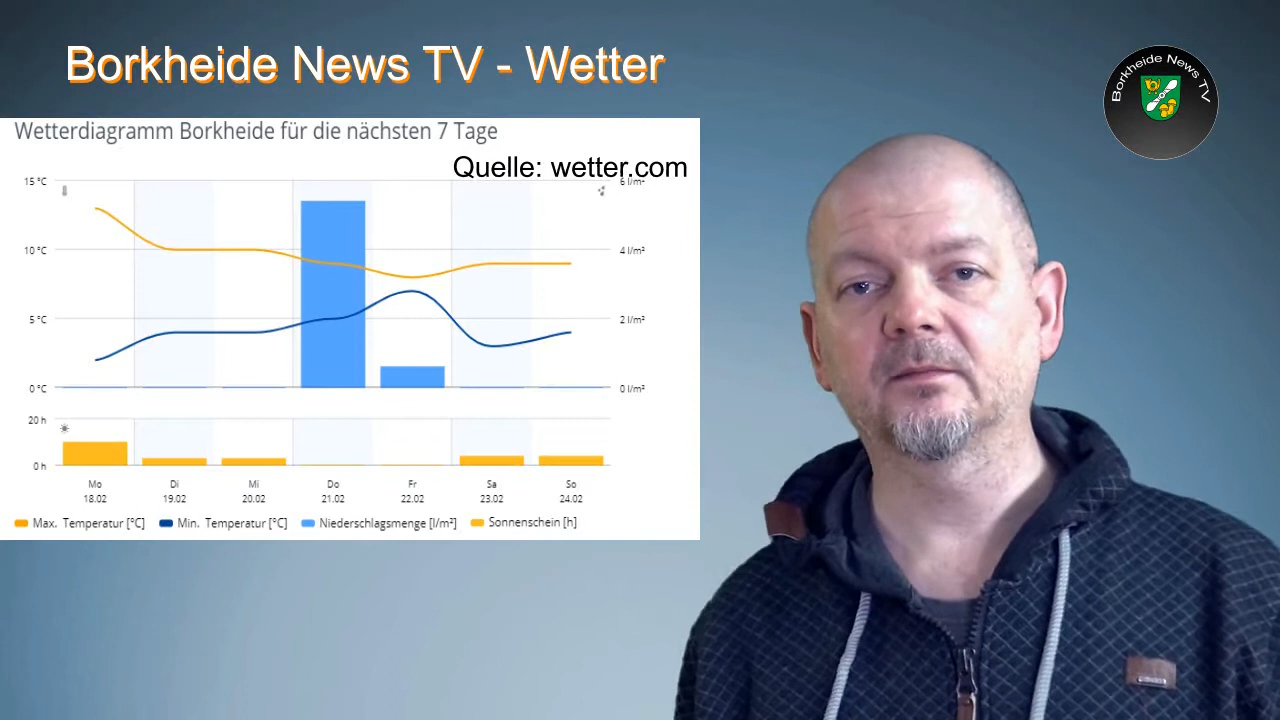 Borkheide News TV - Wetter
Borkheide News TV
Wetterdiagramm Borkheide für die nächsten 7 Tage
Quelle: wetter.com
15 °C
6 l/m²
10 °C
4 l/m²
5 °C
2 l/m²
0 °C
0 l/m²
20 h
0 h
Mo Di Mi Do Fr Sa So
18.02 19.02 20.02 21.02 22.02 23.02 24.02
Max. Temperatur [°C] Min. Temperatur [°C] Niederschlagsmenge [l/m²] Sonnenschein [h]